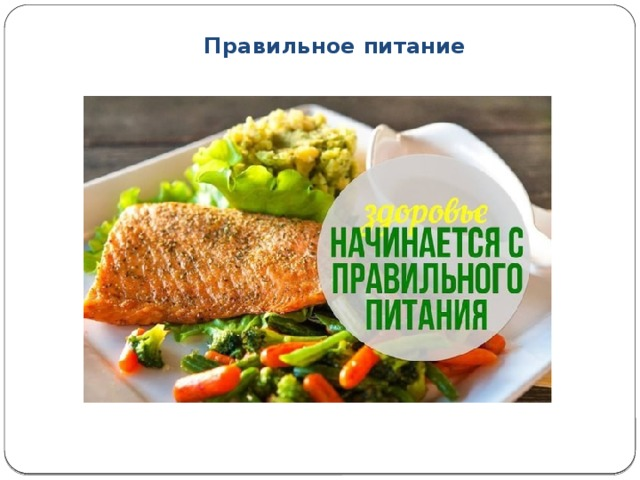 Правильное питание
здоровье
НАЧИНАЕТСЯ С
ПРАВИЛЬНОГО
ПИТАНИЯ